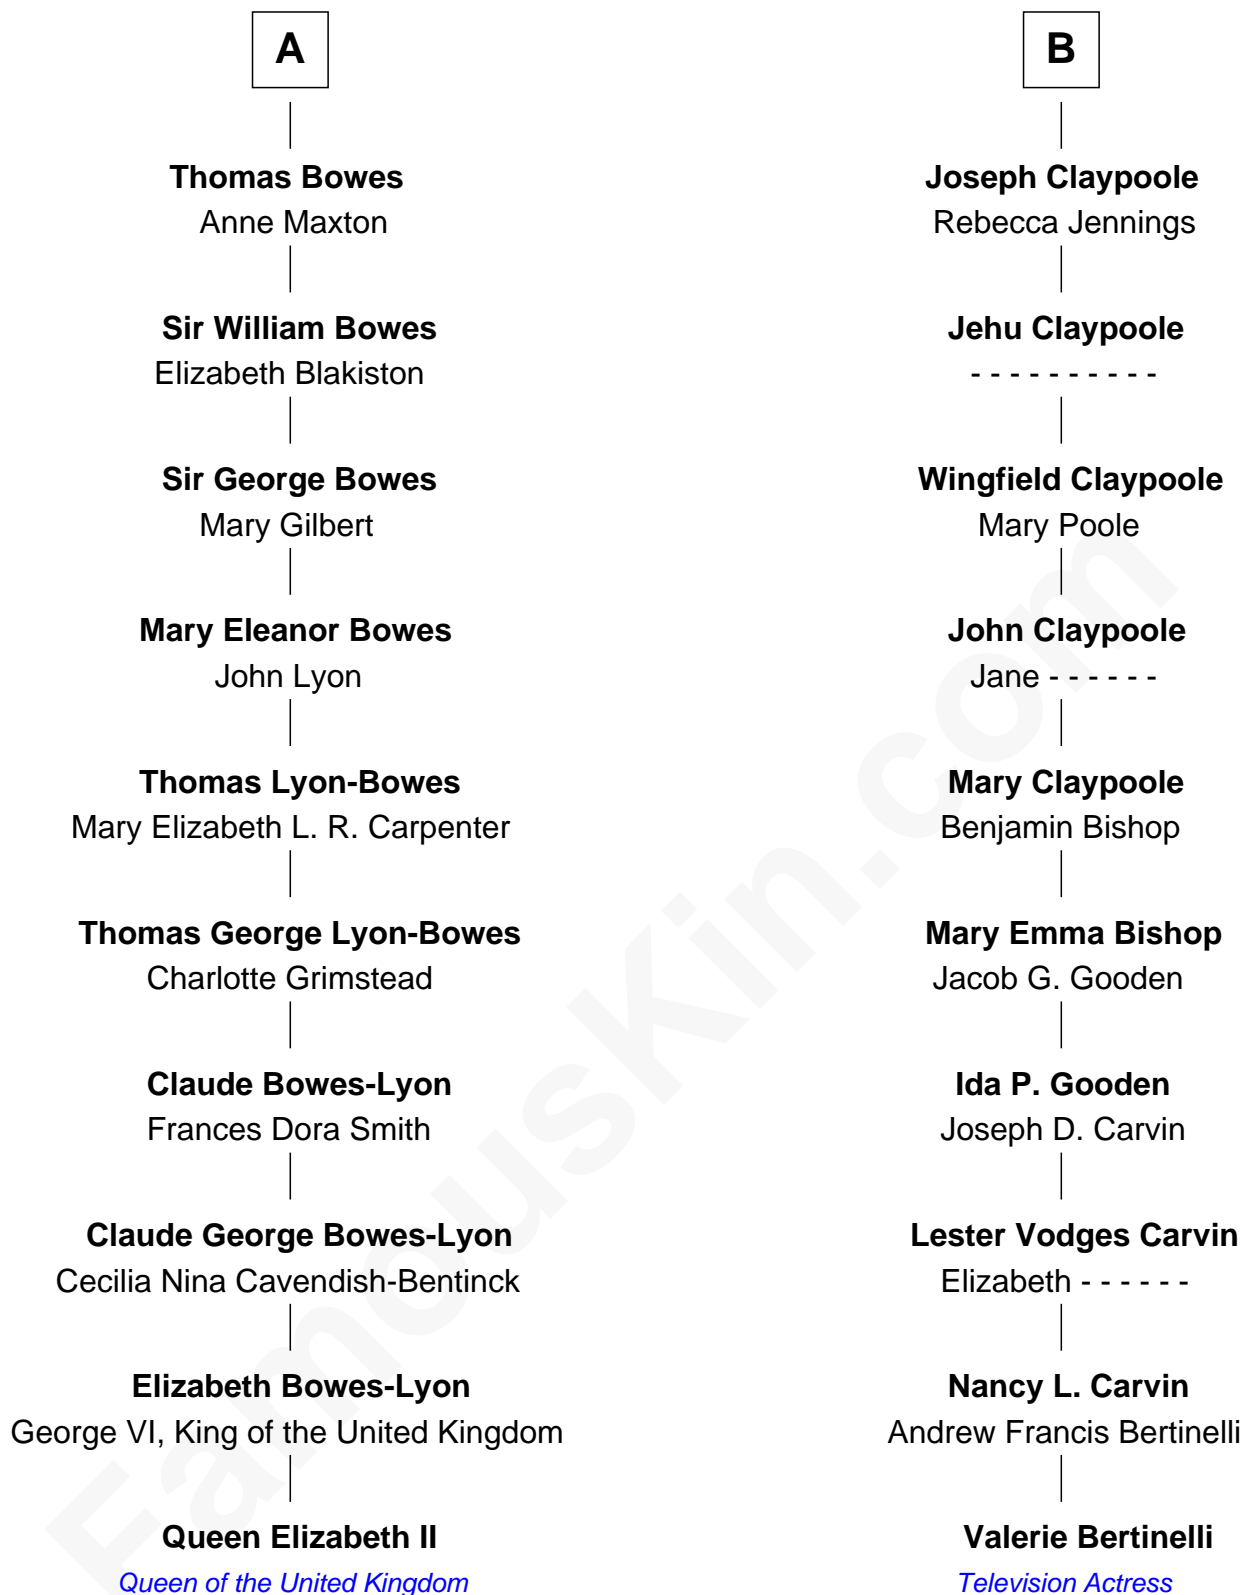 A
Thomas Bowes
Anne Maxton
Sir William Bowes
Elizabeth Blakiston
Sir George Bowes
Mary Gilbert
Mary Eleanor Bowes
John Lyon
Thomas Lyon-Bowes
Mary Elizabeth L. R. Carpenter
Thomas George Lyon-Bowes
Charlotte Grimstead
Claude Bowes-Lyon
Frances Dora Smith
Claude George Bowes-Lyon
Cecilia Nina Cavendish-Bentinck
Elizabeth Bowes-Lyon
George VI, King of the United Kingdom
Queen Elizabeth II
Queen of the United Kingdom
B
Joseph Claypoole
Rebecca Jennings
Jehu Claypoole
- - - - - - - - - -
Wingfield Claypoole
Mary Poole
John Claypoole
Jane - - - - - -
Mary Claypoole
Benjamin Bishop
Mary Emma Bishop
Jacob G. Gooden
Ida P. Gooden
Joseph D. Carvin
Lester Vodges Carvin
Elizabeth - - - - - -
Nancy L. Carvin
Andrew Francis Bertinelli
Valerie Bertinelli
Television Actress
FamousKin.com